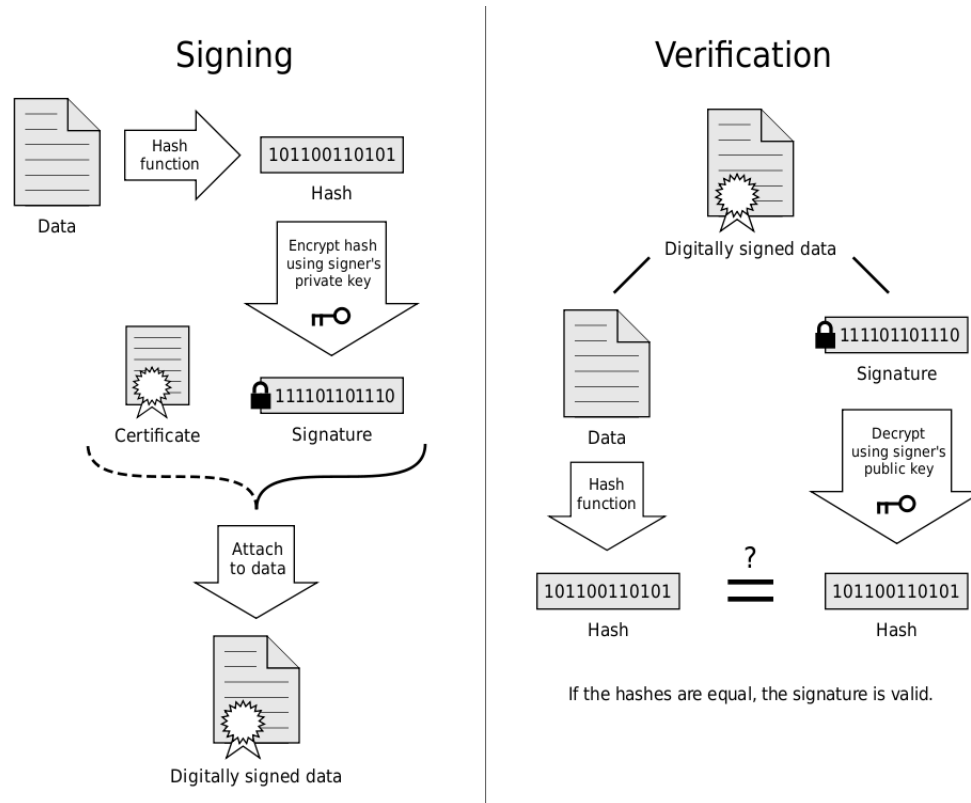 Signing
Hash
function
101100110101
Hash
Data
Encrypt hash
using signer's
private key
111101101110
Certificate
Signature
Attach
to data
Digitally signed data
Verification
Digitally signed data
Data
111101101110
Signature
Hash
function
Decrypt
using signer's
public key
101100110101
Hash
?
101100110101
Hash
If the hashes are equal, the signature is valid.